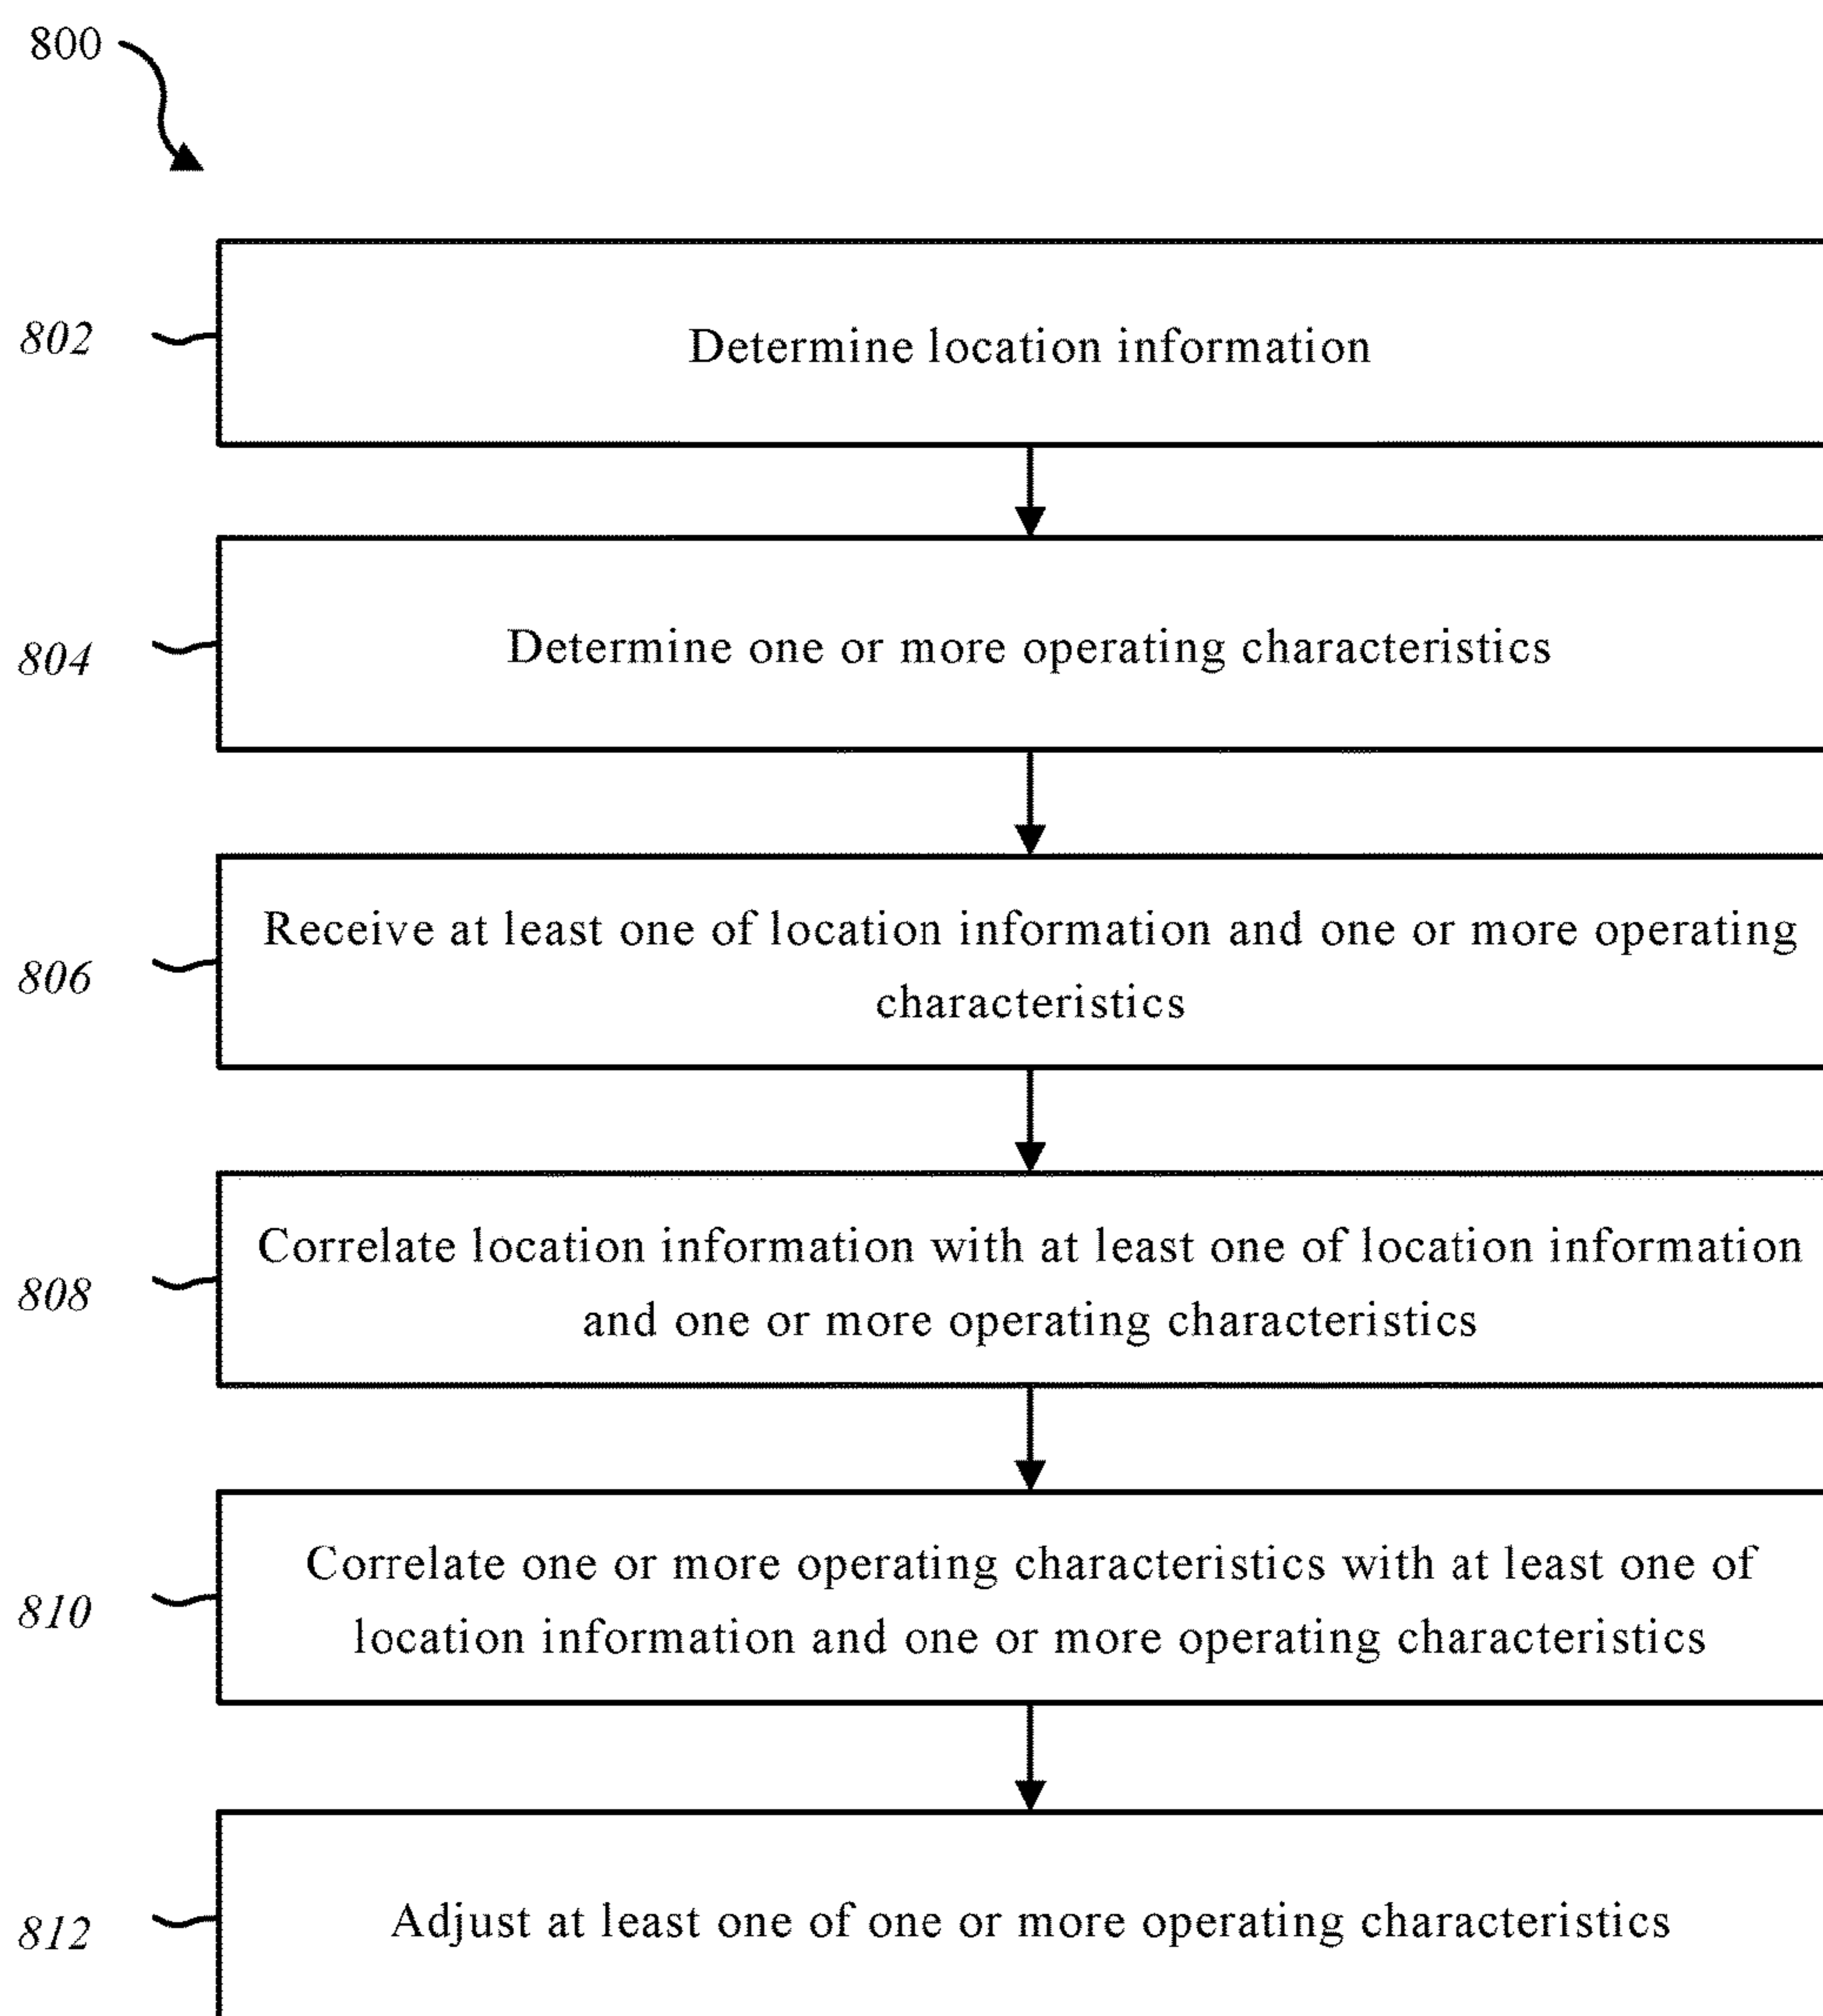 800
802
Determine location information
804
Determine one or more operating characteristics
806
Receive at least one of location information and one or more operating
characteristics
808
Correlate location information with at least one of location information
and one or more operating characteristics
810
Correlate one or more operating characteristics with at least one of
location information and one or more operating characteristics
812
Adjust at least one of one or more operating characteristics